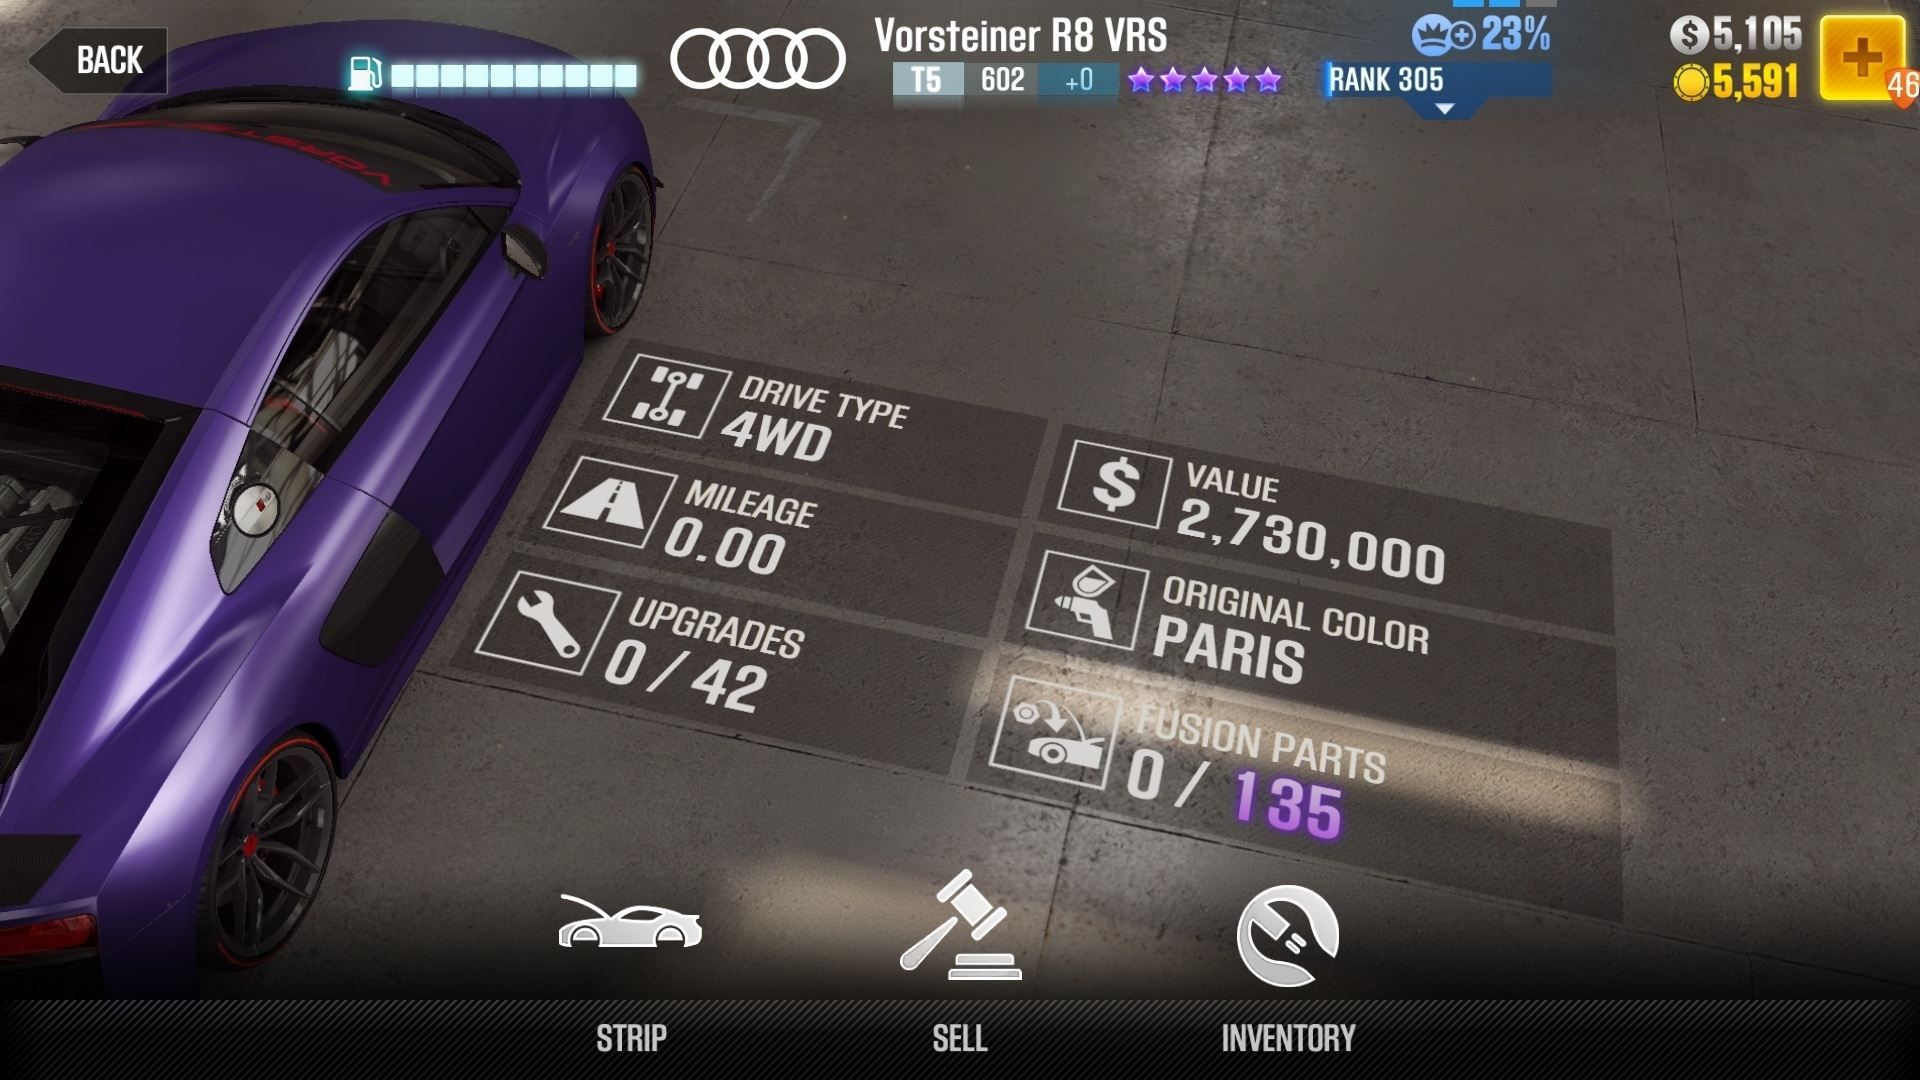 BACK
Vorsteiner R8 VRS
T5 602 +0
23%
RANK 305
$ 5,105
5,591
46
VORSTEINER
DRIVE TYPE
4WD
MILEAGE
0.00
UPGRADES
0 / 42
$ VALUE
2,730,000
ORIGINAL COLOR
PARIS
FUSION PARTS
0 / 135
STRIP
SELL
INVENTORY